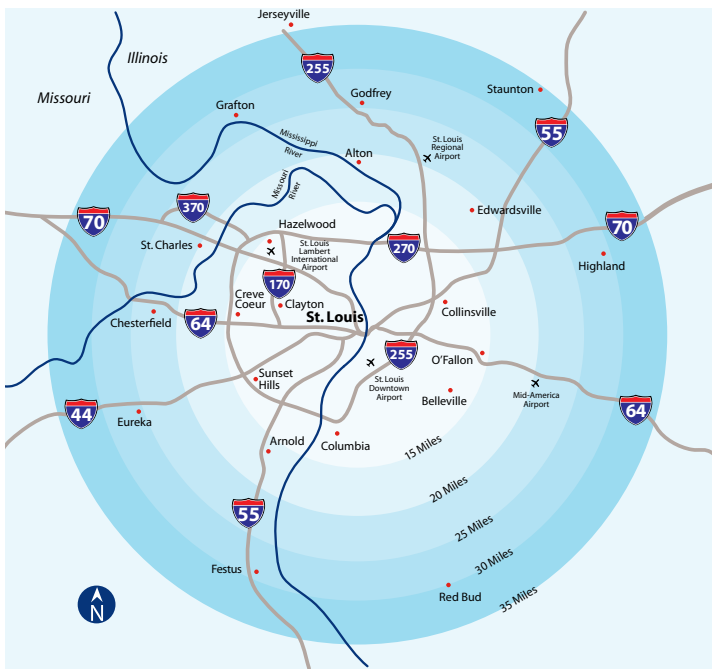 Jerseyville
Illinois
255
Staunton
Missouri
Godfrey
Grafton
55
Mississippi
River
St. Louis
Regional
Airport
Alton
Missouri
River
370
Edwardsville
70
70
Hazelwood
St. Charles
270
St. Louis
Lambert
International
Airport
Highland
170
Creve
Coeur
Clayton
Collinsville
Chesterfield
64
St. Louis
255
O'Fallon
Sunset
Hills
St. Louis
Downtown
Airport
Mid-America
Airport
Belleville
44
64
Eureka
Arnold
Columbia
15 Miles
20 Miles
55
25 Miles
30 Miles
Festus
Red Bud
35 Miles
N